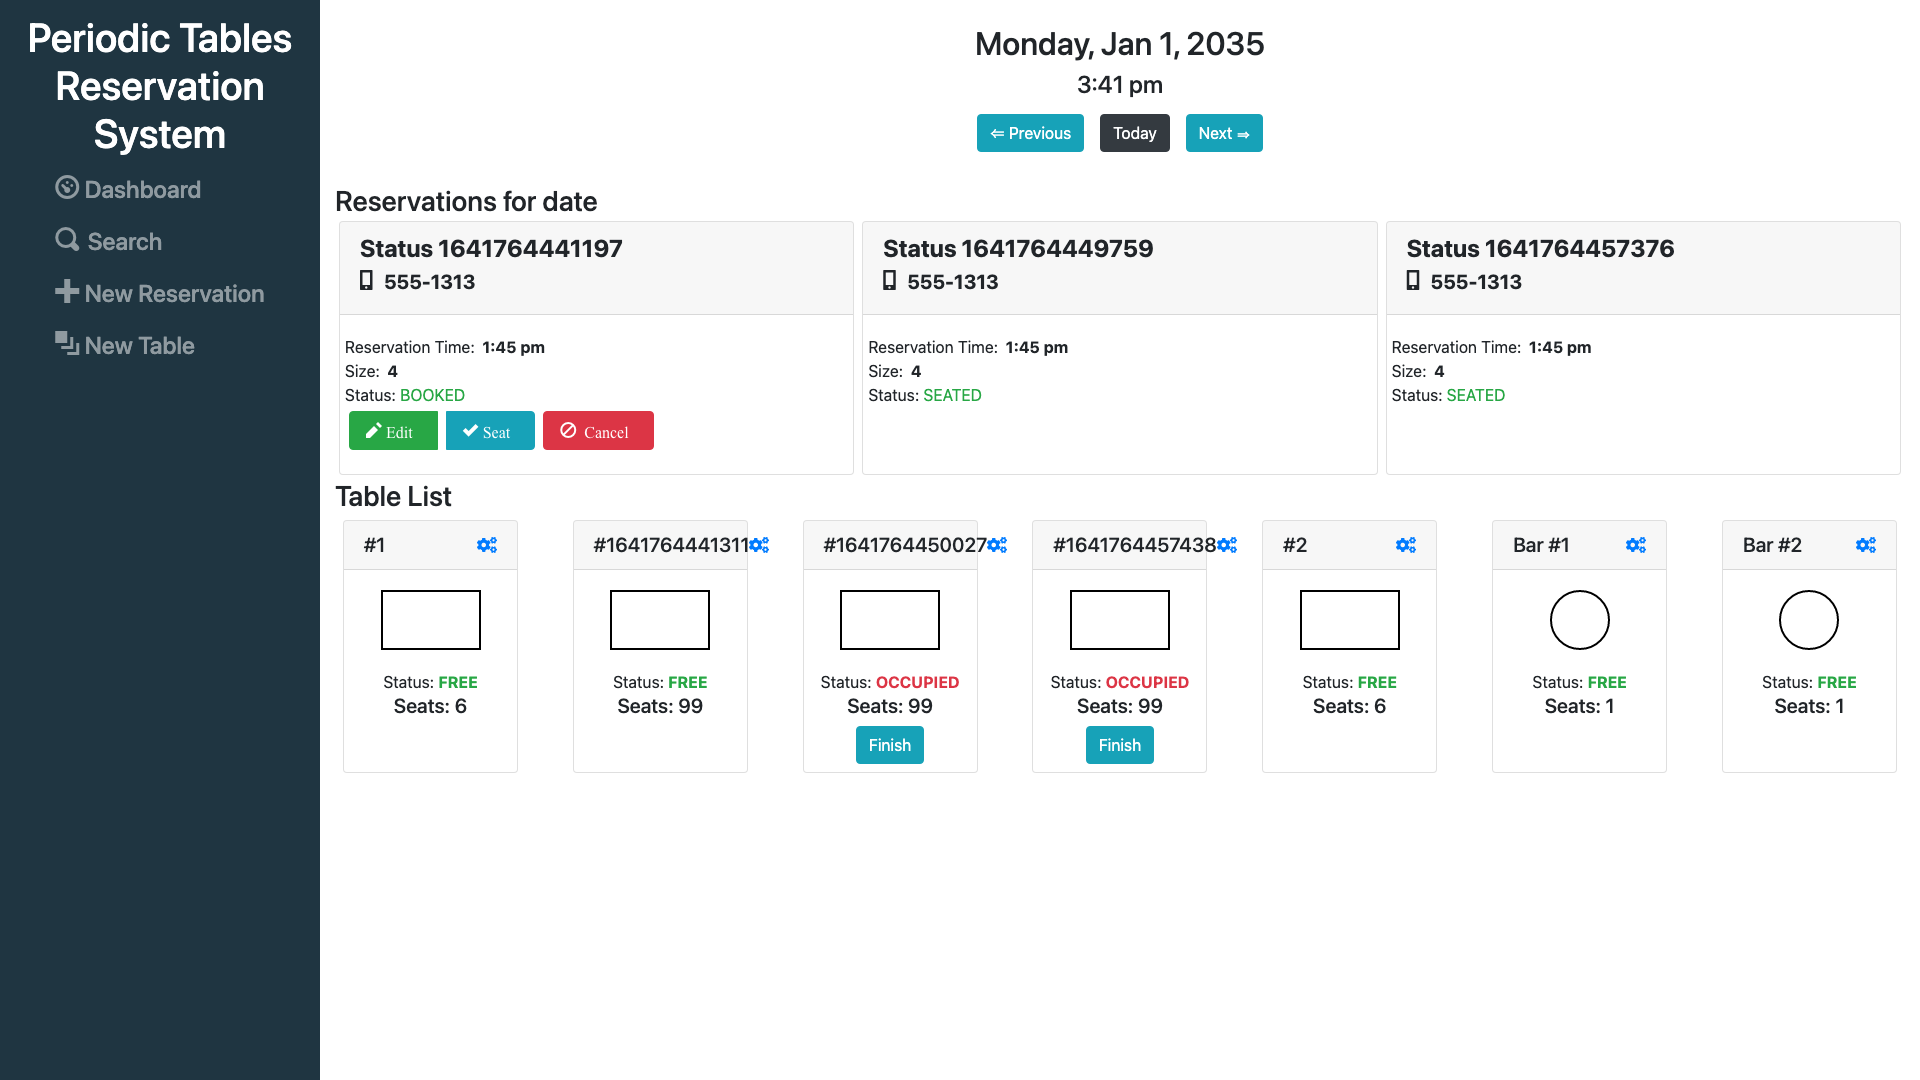 Periodic Tables
Reservation
System
Dashboard
Search
New Reservation
New Table
Monday, Jan 1, 2035
3:41 pm
⇐ Previous
Today
Next ⇒
Reservations for date
Status 1641764441197
555-1313
Reservation Time: 1:45 pm
Size: 4
Status: BOOKED
Edit
Seat
Cancel
Status 1641764449759
555-1313
Reservation Time: 1:45 pm
Size: 4
Status: SEATED
Status 1641764457376
555-1313
Reservation Time: 1:45 pm
Size: 4
Status: SEATED
Table List
#1
Status: FREE
Seats: 6
#1641764441311
Status: FREE
Seats: 99
#1641764450027
Status: OCCUPIED
Seats: 99
Finish
#1641764457438
Status: OCCUPIED
Seats: 99
Finish
#2
Status: FREE
Seats: 6
Bar #1
Status: FREE
Seats: 1
Bar #2
Status: FREE
Seats: 1